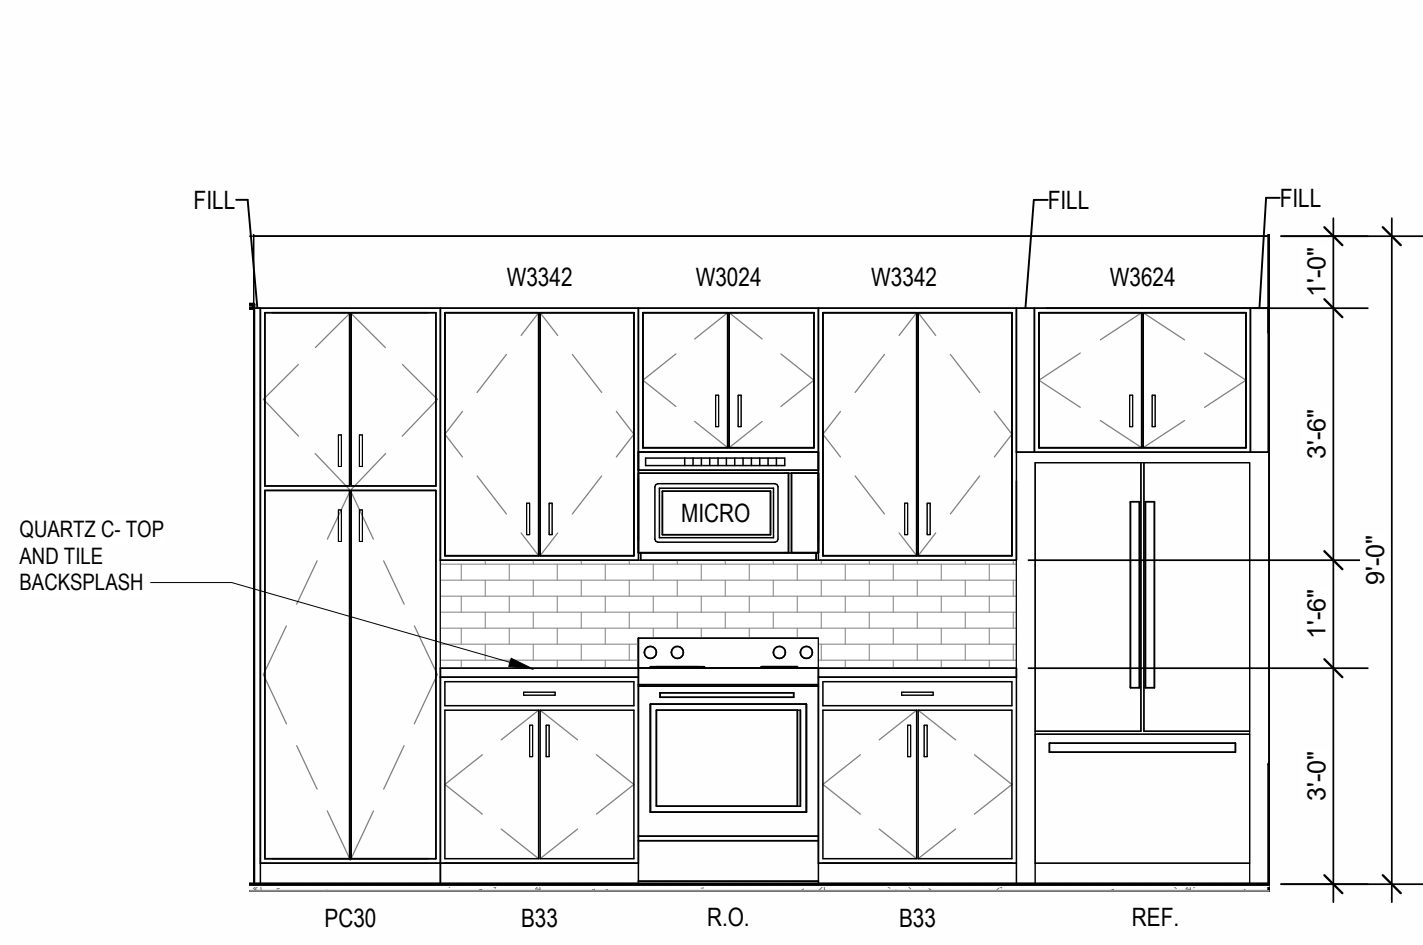 FILL
FILL
FILL
W3342
W3024
W3342
W3624
1'-0"
3'-6"
MICRO
QUARTZ C- TOP
AND TILE
BACKSPLASH
9'-0"
1'-6"
3'-0"
PC30
B33
R.O.
B33
REF.